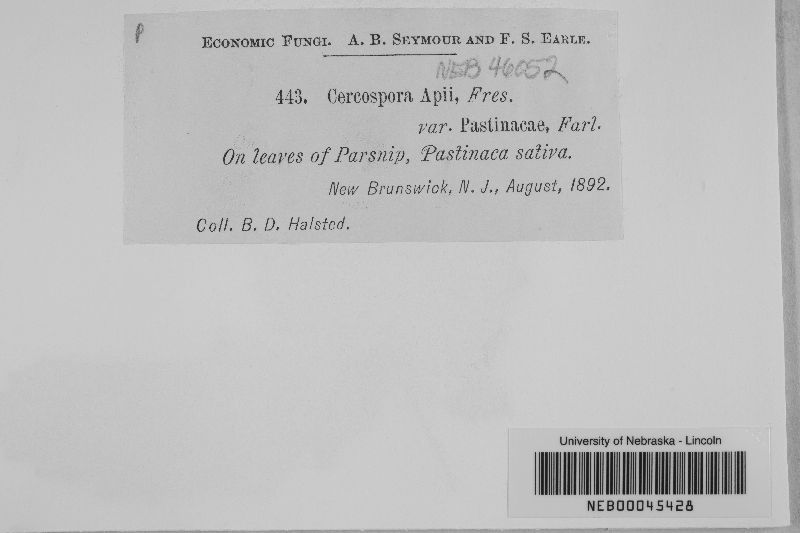 P
Economic Fungi. A. B. Seymour and F. S. Earle.
NEB 46052
443. Cercospora Apii, Fres.
var. Pastinacae, Farl.
On leaves of Parsnip, Pastinaca sativa.
New Brunswick, N. J., August, 1892.
Coll. B. D. Halsted.
University of Nebraska - Lincoln
NEB00045428